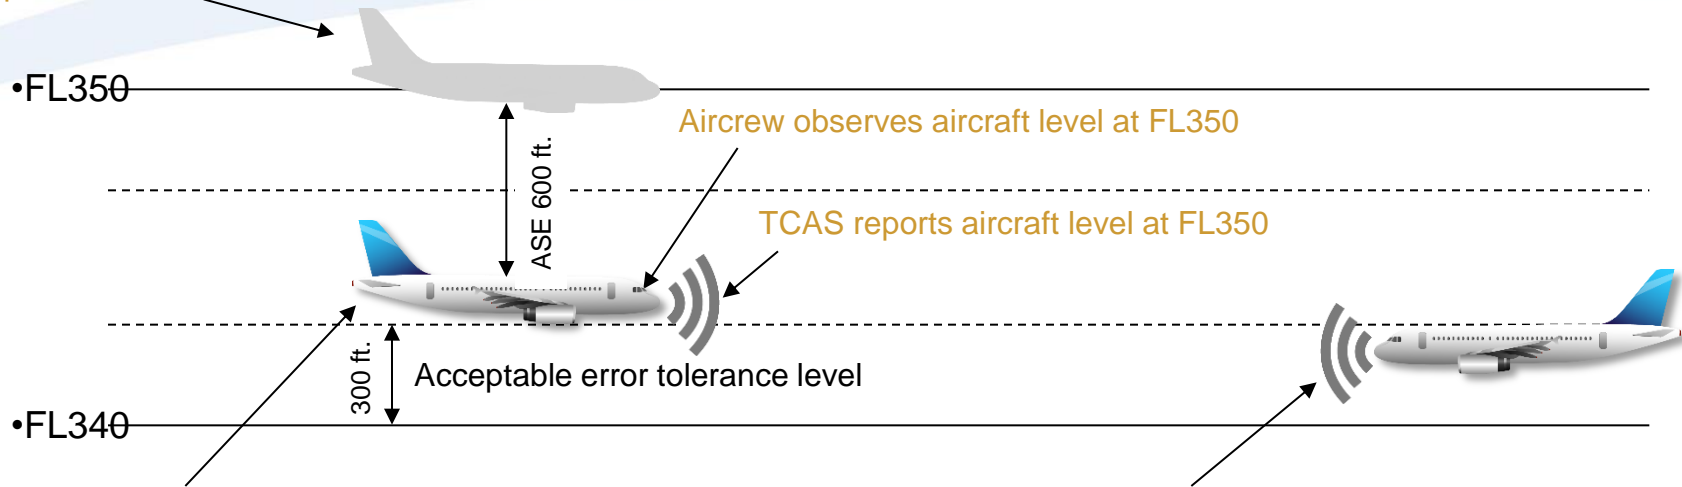 •FL350
Aircrew observes aircraft level at FL350
ASE 600 ft.
TCAS reports aircraft level at FL350
300 ft.
Acceptable error tolerance level
•FL340